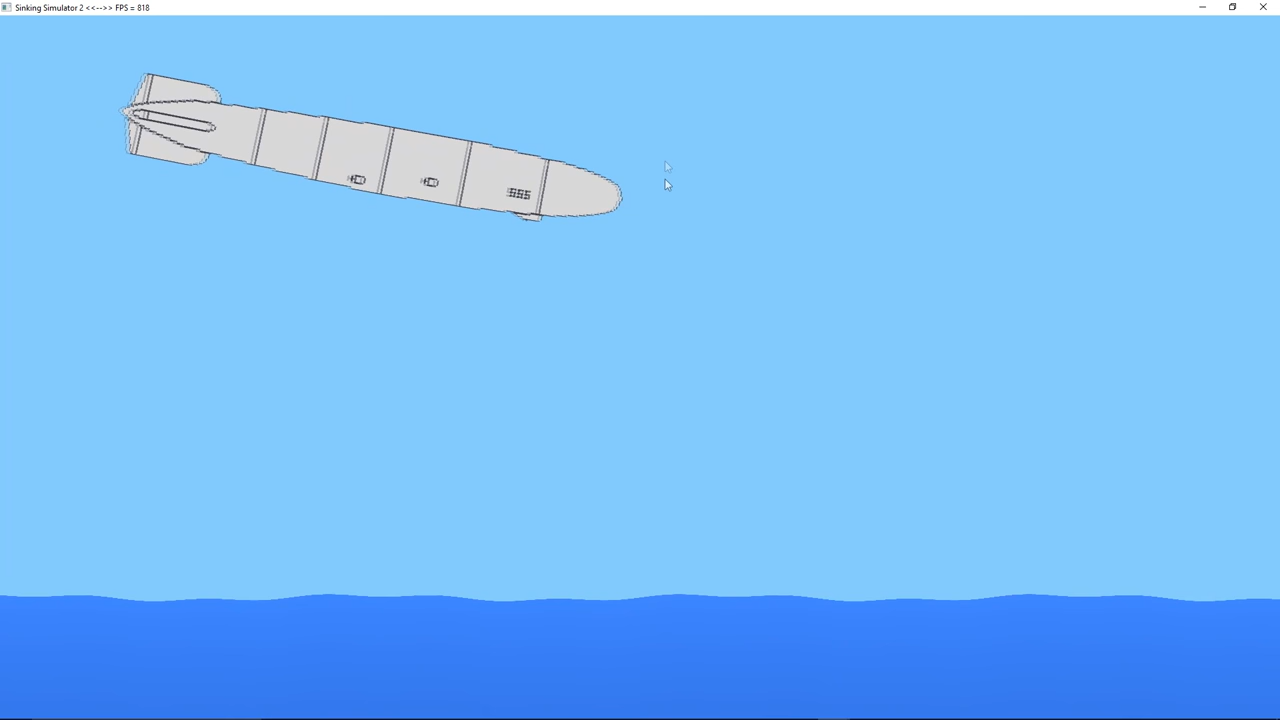 Sinking Simulator 2 <<-->> FPS = 818